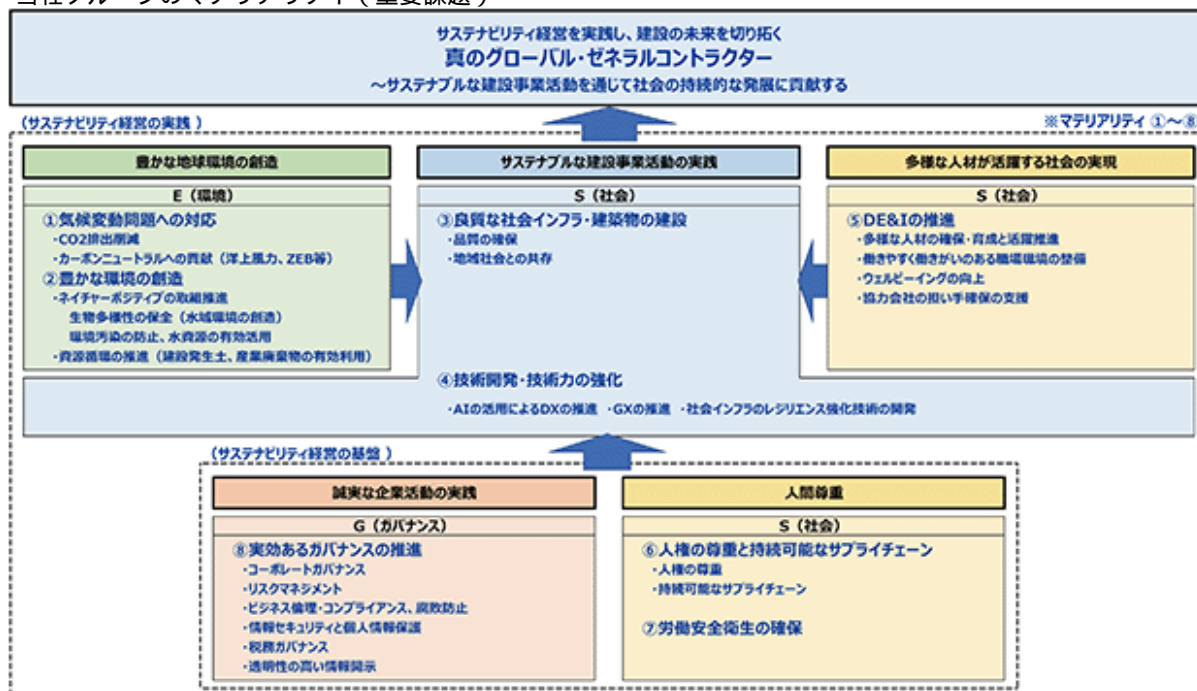 当社グループのマテリアリティ(重要課題)
サステナビリティ経営を実践し、建設の未来を切り拓く
真のグローバル・ゼネラルコントラクター
～サステナブルな建設事業活動を通じて社会の持続的な発展に貢献する
(サステナビリティ経営の実践 )
※マテリアリティ ①～⑧
豊かな地球環境の創造
E(環境)
①気候変動問題への対応
・CO2排出削減
・カーボンニュートラルへの貢献(洋上風力、ZEB等)
②豊かな環境の創造
・ネイチャーポジティブの取組推進
生物多様性の保全(水域環境の創造)
環境汚染の防止、水資源の有効活用
・資源循環の推進(建設発生土、産業廃棄物の有効利用)
サステナブルな建設事業活動の実践
S(社会)
③良質な社会インフラ・建築物の建設
・品質の確保
・地域社会との共存
多様な人材が活躍する社会の実現
S(社会)
⑤DE&Iの推進
・多様な人材の確保・育成と活躍推進
・働きやすく働きがいのある職場環境の整備
・ウェルビーイングの向上
・協力会社の担い手確保の支援
④技術開発・技術力の強化
・AIの活用によるDXの推進 ・GXの推進 ・社会インフラのレジリエンス強化技術の開発
(サステナビリティ経営の基盤 )
誠実な企業活動の実践
G(ガバナンス)
⑧実効あるガバナンスの推進
・コーポレートガバナンス
・リスクマネジメント
・ビジネス倫理・コンプライアンス、腐敗防止
・情報セキュリティと個人情報保護
・税務ガバナンス
・透明性の高い情報開示
人間尊重
S(社会)
⑥人権の尊重と持続可能なサプライチェーン
・人権の尊重
・持続可能なサプライチェーン
⑦労働安全衛生の確保